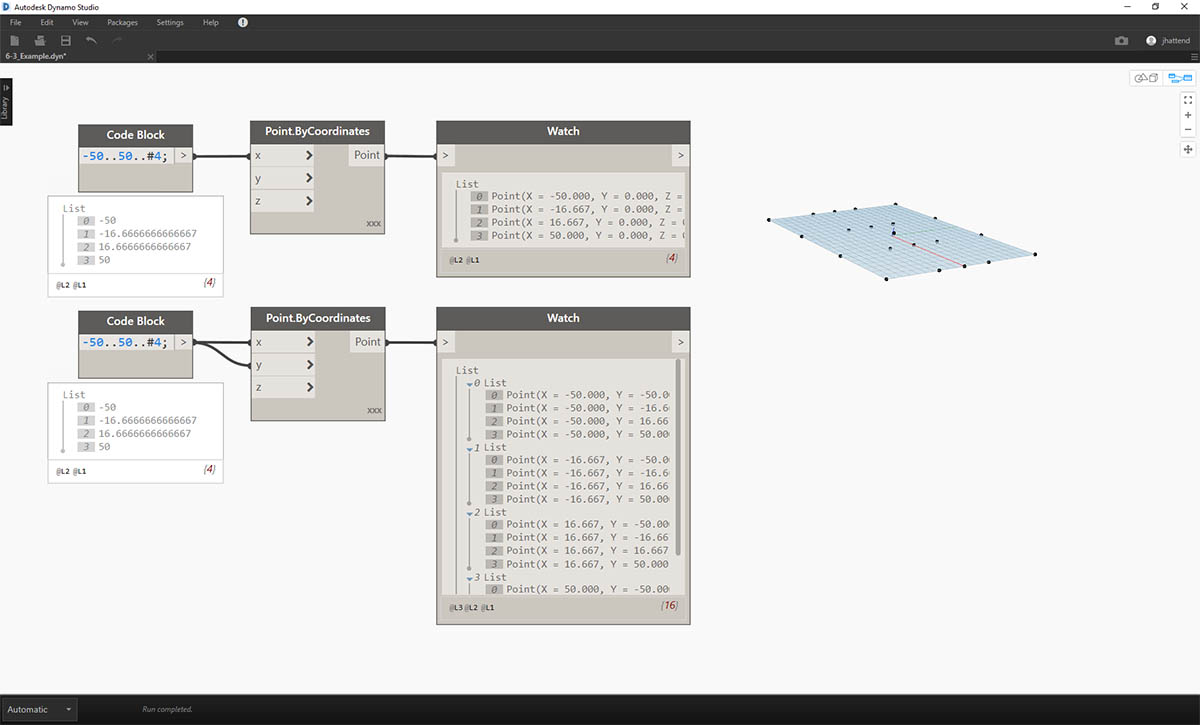 Autodesk Dynamo Studio
File Edit View Packages Settings Help
jhattend
6-3_Example.dyn*
Library
Code Block
-50..50..#4; >
List
0 -50
1 -16.6666666666667
2 16.6666666666667
3 50
@L2 @L1 {4}
Point.ByCoordinates
x > Point
y >
z >
xxx
Watch
> >
List
0 Point(X = -50.000, Y = 0.000, Z =
1 Point(X = -16.667, Y = 0.000, Z =
2 Point(X = 16.667, Y = 0.000, Z =
3 Point(X = 50.000, Y = 0.000, Z =
@L2 @L1 {4}
Code Block
-50..50..#4; >
List
0 -50
1 -16.6666666666667
2 16.6666666666667
3 50
@L2 @L1 {4}
Point.ByCoordinates
x > Point
y >
z >
xxx
Watch
> >
List
0 List
0 Point(X = -50.000, Y = -50.0
1 Point(X = -50.000, Y = -16.6
2 Point(X = -50.000, Y = 16.66
3 Point(X = -50.000, Y = 50.00
1 List
0 Point(X = -16.667, Y = -50.0
1 Point(X = -16.667, Y = -16.6
2 Point(X = -16.667, Y = 16.66
3 Point(X = -16.667, Y = 50.00
2 List
0 Point(X = 16.667, Y = -50.00
1 Point(X = 16.667, Y = -16.66
2 Point(X = 16.667, Y = 16.667
3 Point(X = 16.667, Y = 50.000
3 List
0 Point(X = 50.000, Y = -50.00
@L3 @L2 @L1 {16}
Automatic
Run completed.